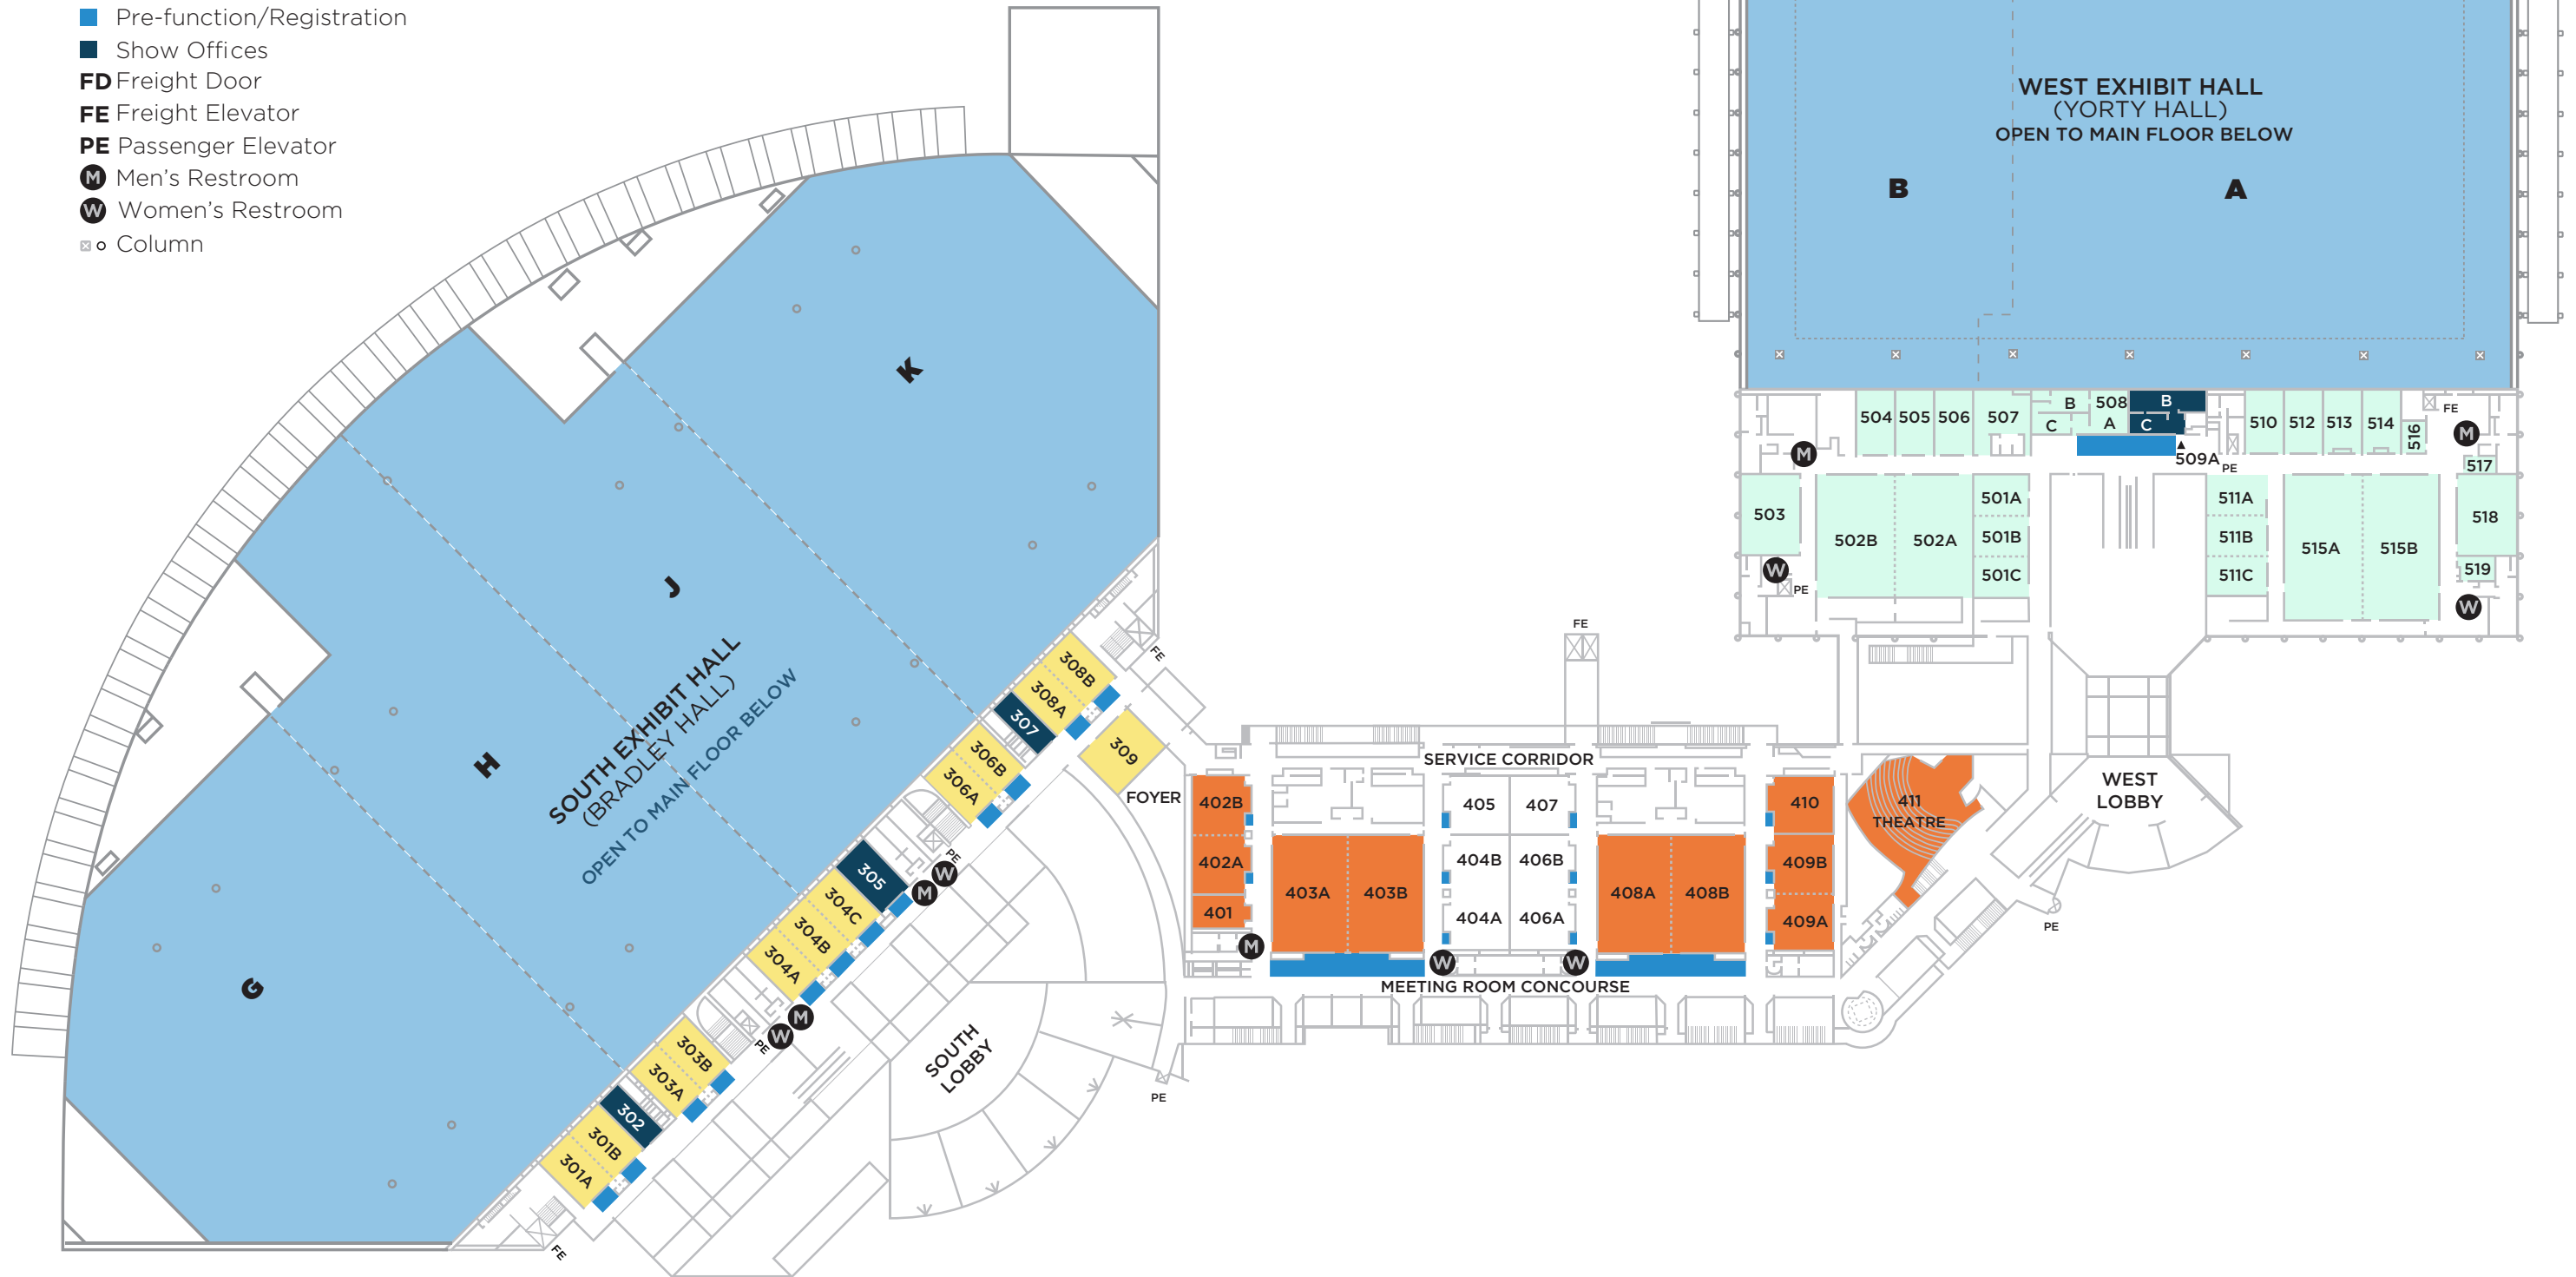 Pre-function/Registration
Show Offices
FD Freight Door
FE Freight Elevator
PE Passenger Elevator
M Men's Restroom
W Women's Restroom
Column
WEST EXHIBIT HALL
(YORTY HALL)
OPEN TO MAIN FLOOR BELOW
B
A
K
J
H
G
SOUTH EXHIBIT HALL
(BRADLEY HALL)
OPEN TO MAIN FLOOR BELOW
504
505
506
507
B
C
508
A
B
C
509A
PE
510
512
513
514
516
FE
M
517
M
503
W
PE
502B
502A
501A
501B
501C
511A
511B
511C
515A
515B
518
519
W
FE
308B
308A
307
306B
306A
309
FOYER
PE
W
M
305
304C
304B
304A
M
W
PE
303B
303A
302
301B
301A
FE
SOUTH
LOBBY
PE
FE
SERVICE CORRIDOR
402B
402A
401
M
403A
403B
405
407
404B
406B
404A
406A
W
W
408A
408B
410
409B
409A
411
THEATRE
MEETING ROOM CONCOURSE
WEST
LOBBY
PE